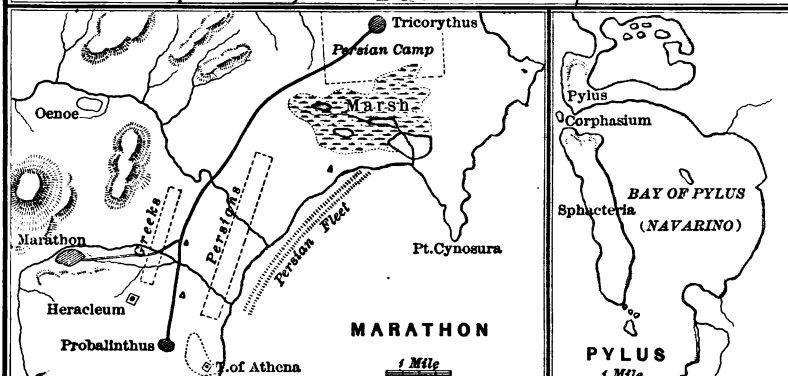 Tricorythus
Persian Camp
Marsh
Oenoe
Greeks
Persians
Persian Fleet
Marathon
Pt. Cynosura
Heracleum
Probalinthus
T. of Athena
MARATHON
1 Mile
Pylus
Corphasium
Sphacteria
BAY OF PYLUS
(NAVARINO)
PYLUS
1 Mile